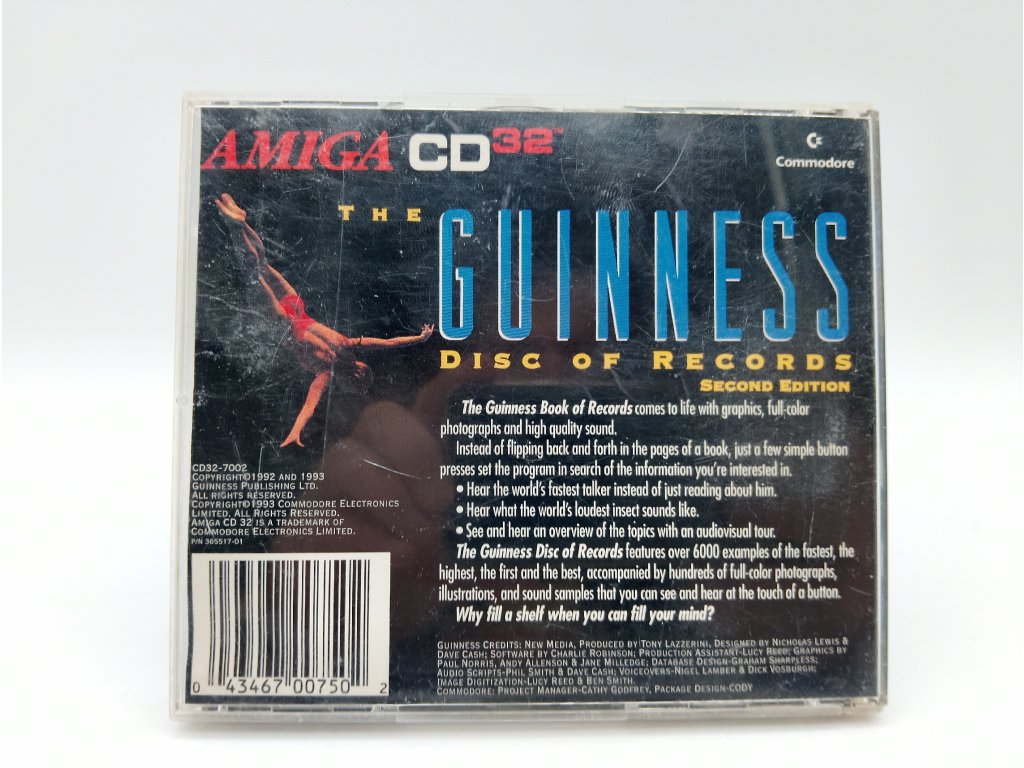 AMIGA CD32™
Commodore
THE GUINNESS
DISC OF RECORDS
SECOND EDITION
The Guinness Book of Records comes to life with graphics, full-color
photographs and high quality sound.
Instead of flipping back and forth in the pages of a book, just a few simple button
presses set the program in search of the information you're interested in.
• Hear the world's fastest talker instead of just reading about him.
• Hear what the world's loudest insect sounds like.
• See and hear an overview of the topics with an audiovisual tour.
The Guinness Disc of Records features over 6000 examples of the fastest, the
highest, the first and the best, accompanied by hundreds of full-color photographs,
illustrations, and sound samples that you can see and hear at the touch of a button.
Why fill a shelf when you can fill your mind?
CD32-7002
COPYRIGHT©1992 AND 1993
GUINNESS PUBLISHING LTD.
ALL RIGHTS RESERVED.
COPYRIGHT©1993 COMMODORE ELECTRONICS
LIMITED. ALL RIGHTS RESERVED.
AMIGA CD 32 IS A TRADEMARK OF
COMMODORE ELECTRONICS LIMITED.
P/N 365517-01
0 43467 00750 2
GUINNESS CREDITS: NEW MEDIA, PRODUCED BY TONY LAZZERINI, DESIGNED BY NICHOLAS LEWIS &
DAVE CASH; SOFTWARE BY CHARLIE ROBINSON; PRODUCTION ASSISTANT-LUCY REED; GRAPHICS BY
PAUL NORRIS, ANDY ALLENSON & JANE MILLEDGE; DATABASE DESIGN-GRAHAM SHARPLESS;
AUDIO SCRIPTS-PHIL SMITH & DAVE CASH; VOICEOVERS-NIGEL LAMBER & DICK VOSBURGH;
IMAGE DIGITIZATION-LUCY REED & BEN SMITH.
COMMODORE: PROJECT MANAGER-CATHY GODFREY, PACKAGE DESIGN-CODY